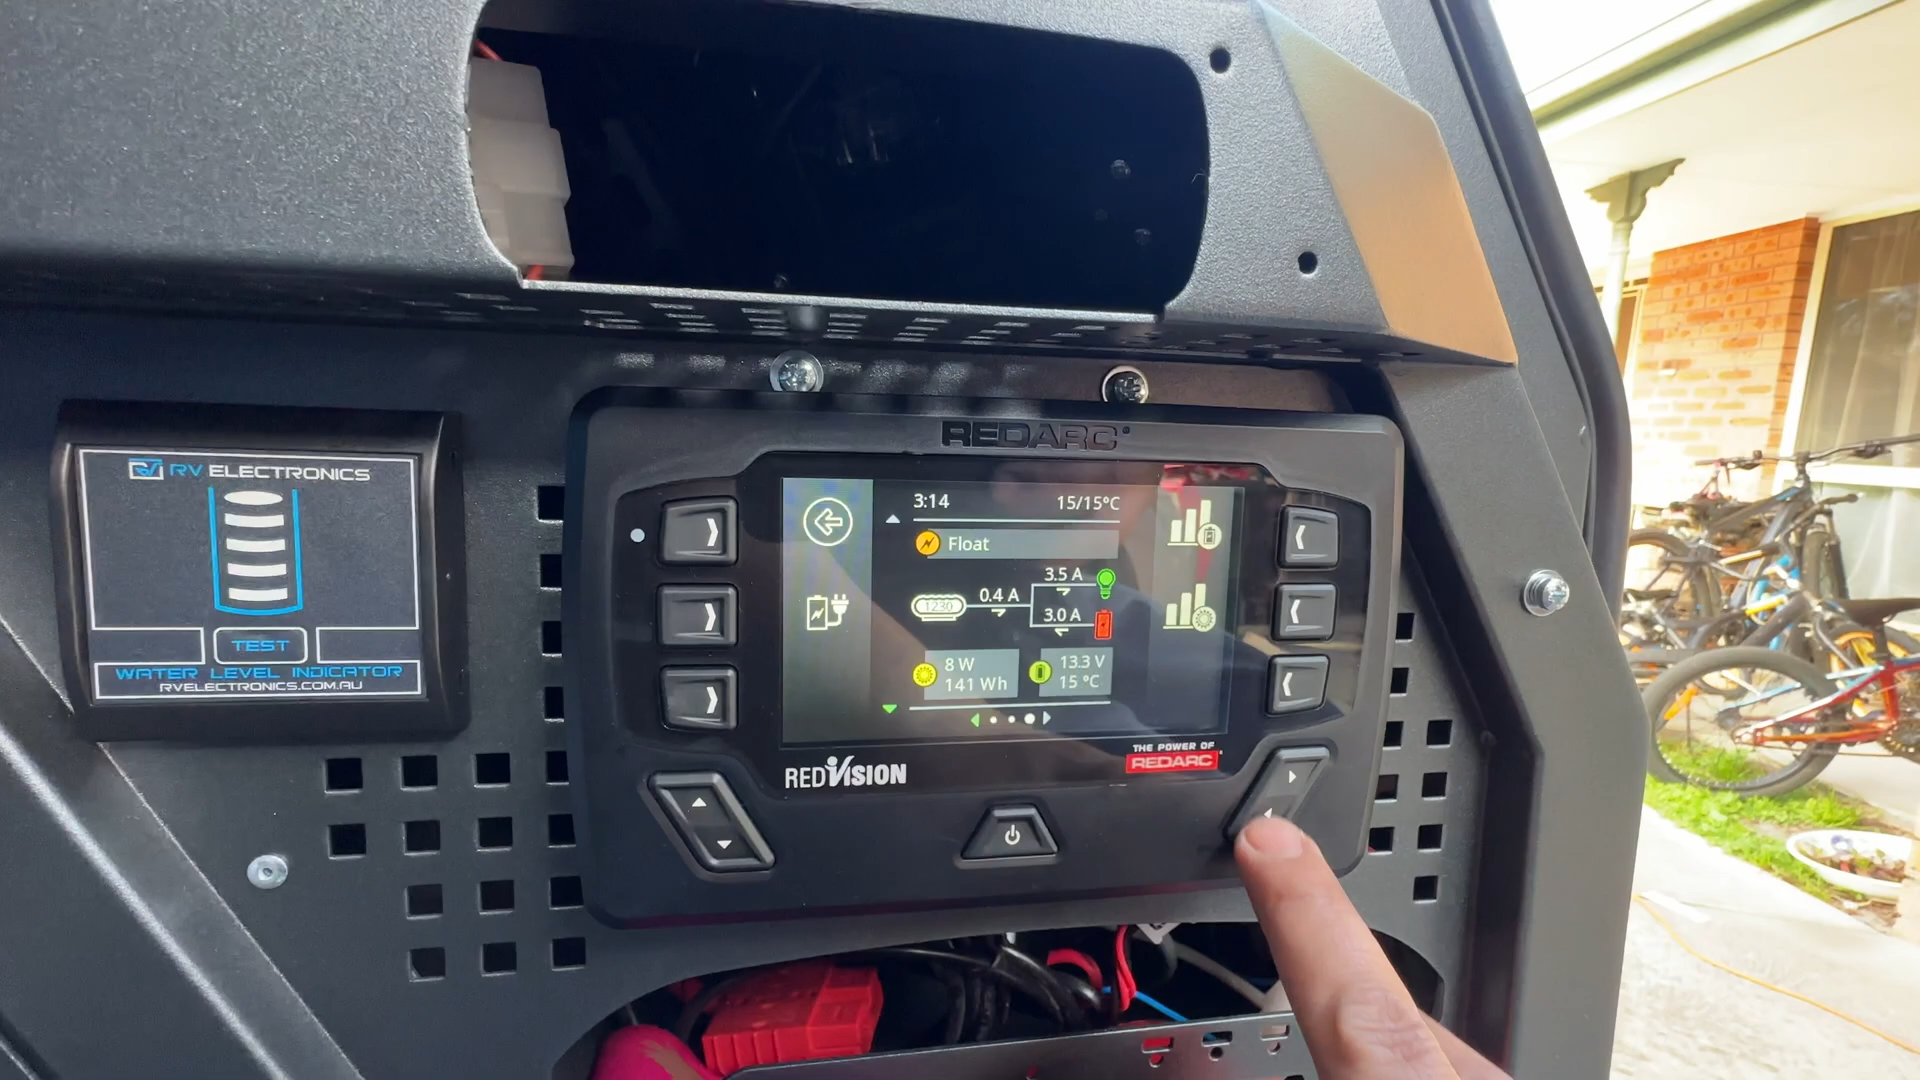 RV ELECTRONICS
TEST
WATER LEVEL INDICATOR
RVELECTRONICS.COM.AU
REDARC
3:14 15/15°C
Float
3.5 A
1230 0.4 A
3.0 A
8 W
141 Wh
13.3 V
15 °C
REDVISION
THE POWER OF
REDARC